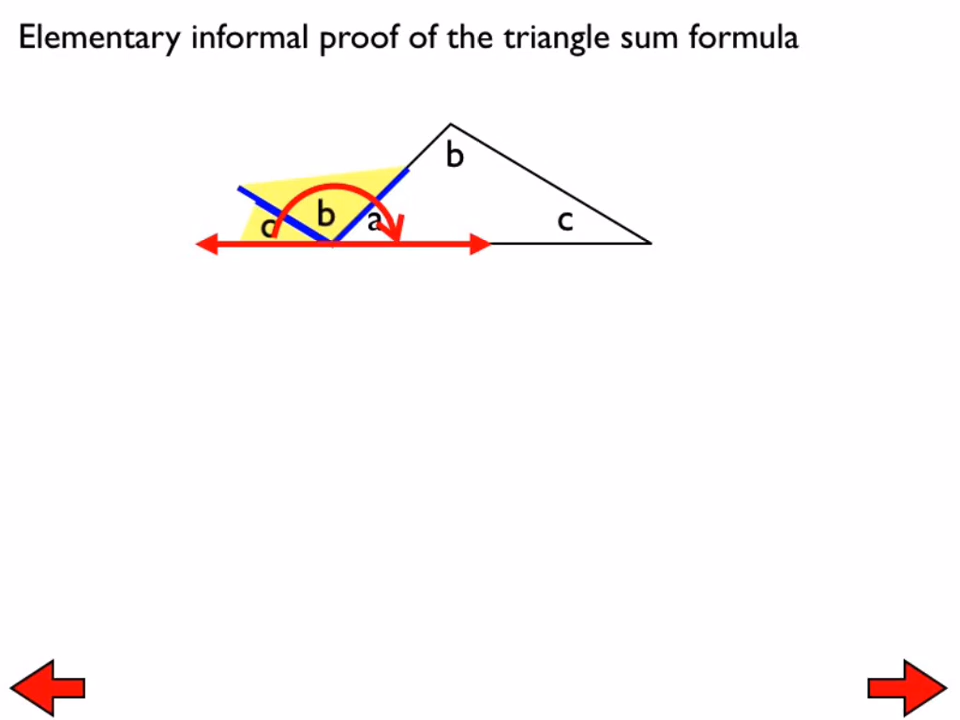 Elementary informal proof of the triangle sum formula
b
c b a c